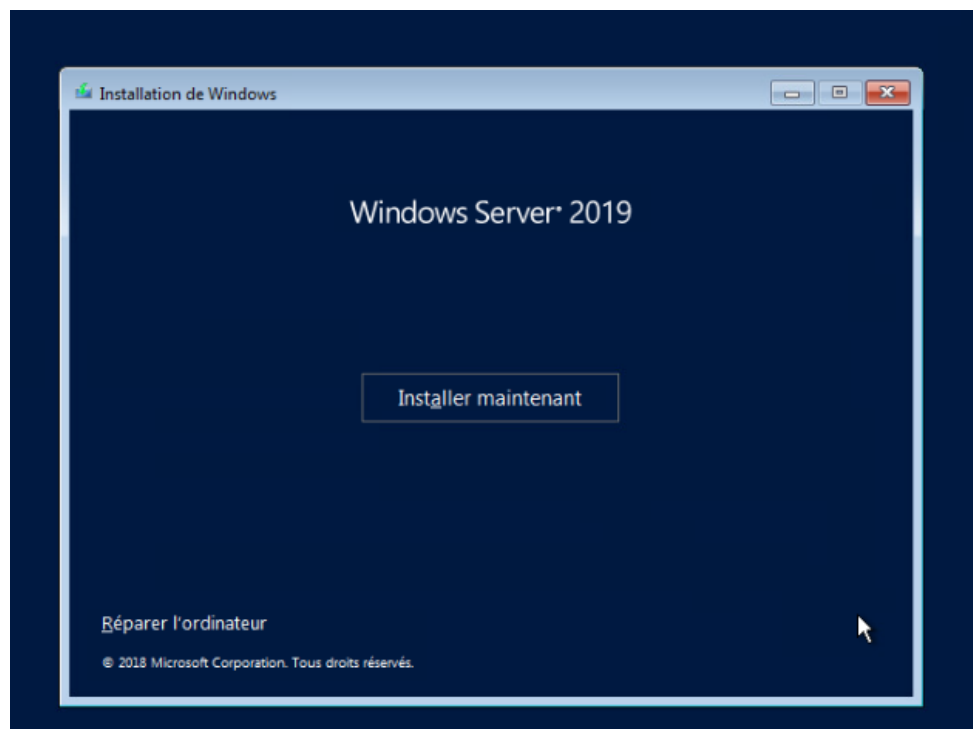 Installation de Windows
Windows Server® 2019
Installer maintenant
Réparer l'ordinateur
© 2018 Microsoft Corporation. Tous droits réservés.